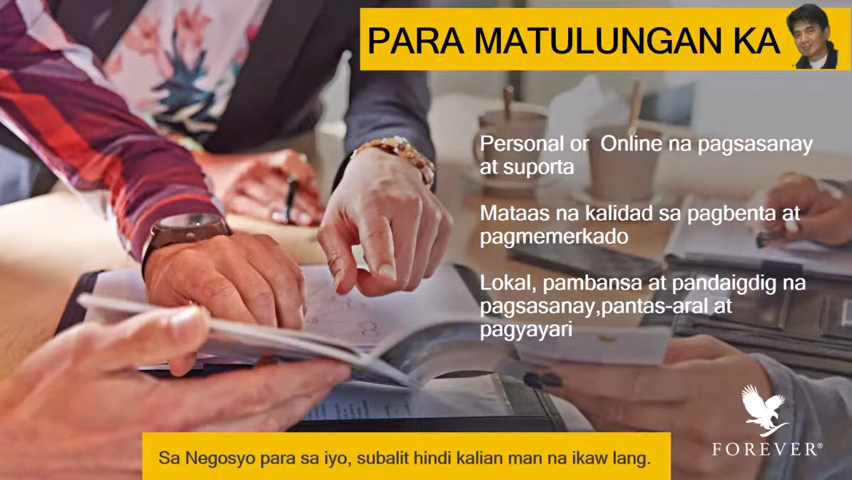 PARA MATULUNGAN KA
Personal or Online na pagsasanay
at suporta
Mataas na kalidad sa pagbenta at
pagmemerkado
Lokal, pambansa at pandaigdig na
pagsasanay,pantas-aral at
pagyayari
FOREVER®
Sa Negosyo para sa iyo, subalit hindi kalian man na ikaw lang.